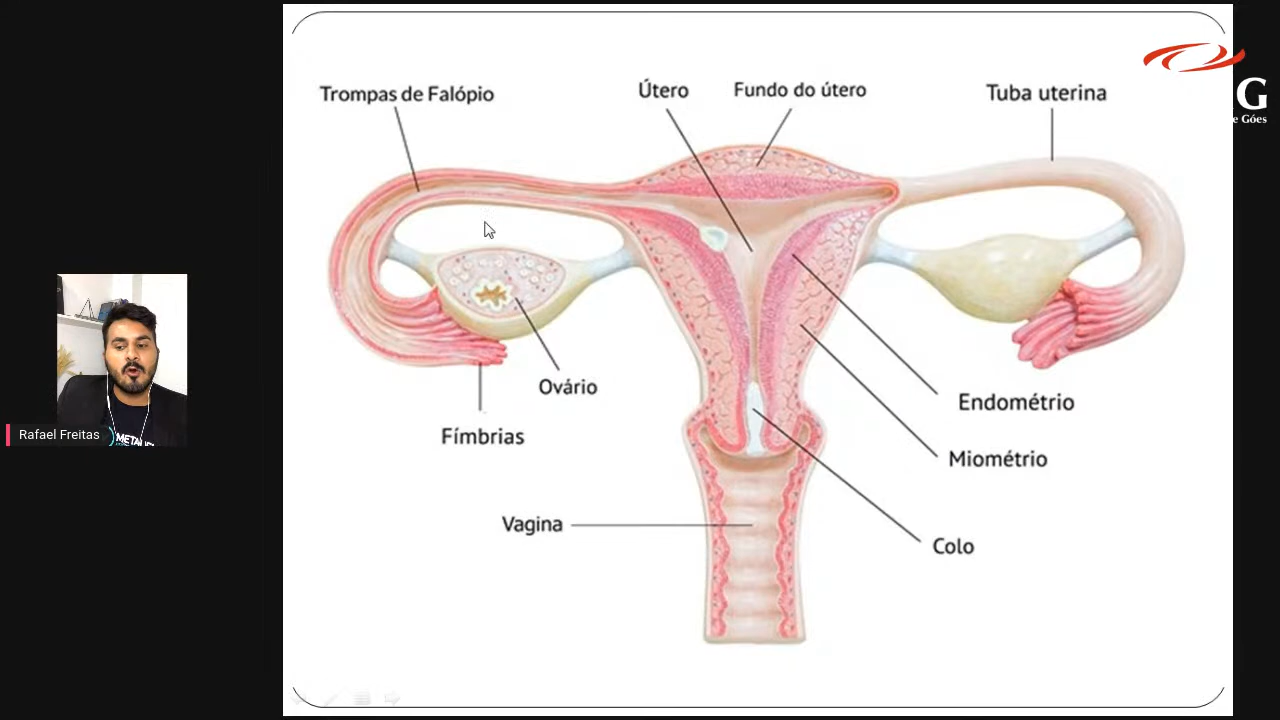 Trompas de Falópio
Útero
Fundo do útero
Tuba uterina
G
e Góes
Ovário
Endométrio
Fímbrias
Miométrio
Vagina
Colo
Rafael Freitas